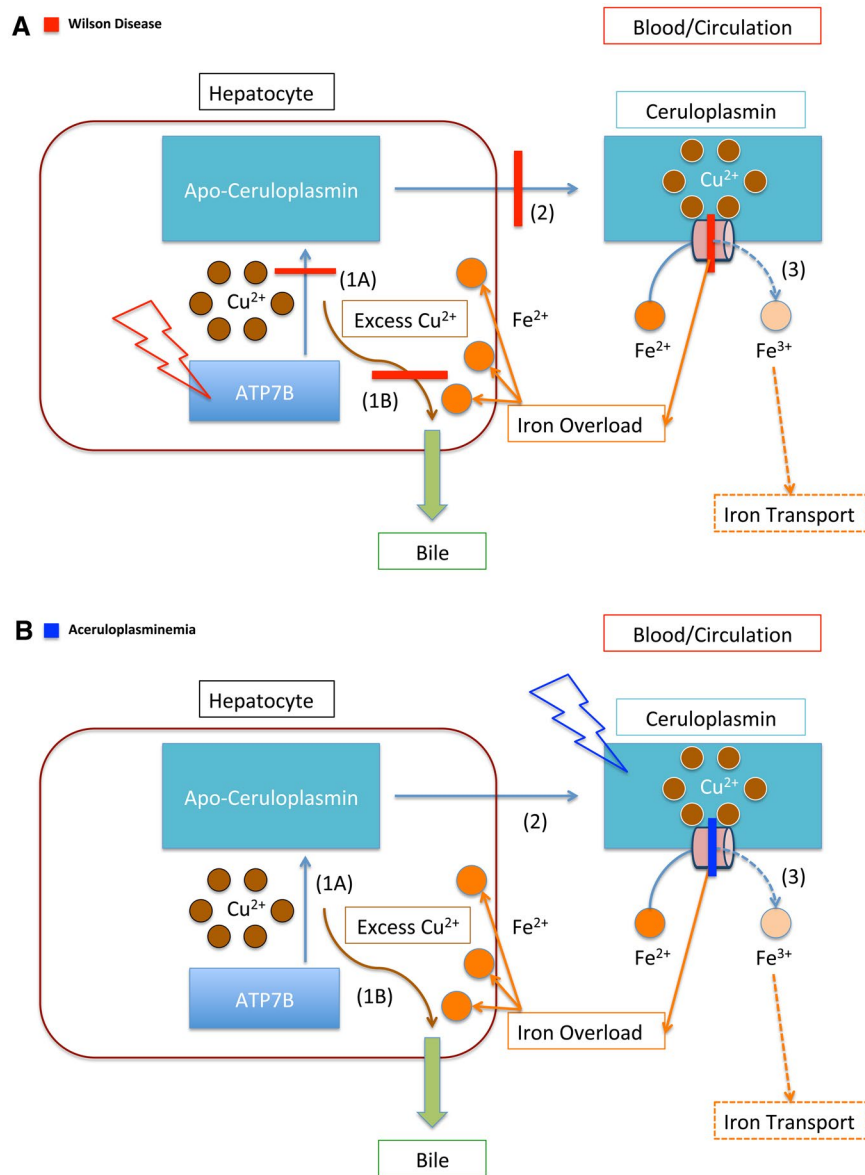 A
Wilson Disease
Blood/Circulation
Hepatocyte
Ceruloplasmin
Apo-Ceruloplasmin
Cu²⁺
(2)
(1A)
Cu²⁺
(3)
Excess Cu²⁺
Fe²⁺
Fe²⁺
Fe³⁺
ATP7B
(1B)
Iron Overload
Iron Transport
Bile
B
Aceruloplasminemia
Blood/Circulation
Hepatocyte
Ceruloplasmin
Apo-Ceruloplasmin
Cu²⁺
(2)
(1A)
Cu²⁺
(3)
Excess Cu²⁺
Fe²⁺
Fe²⁺
Fe³⁺
ATP7B
(1B)
Iron Overload
Iron Transport
Bile